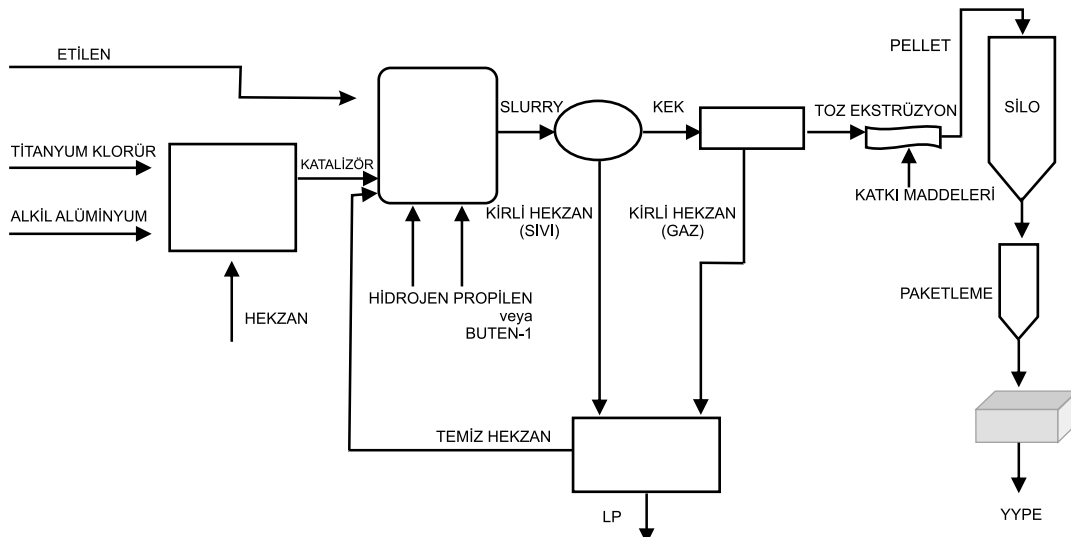 ETİLEN
TİTANYUM KLORÜR
ALKİL ALÜMİNYUM
HEKZAN
KATALİZÖR
HİDROJEN PROPİLEN
veya
BUTEN-1
SLURRY
KEK
KİRLİ HEKZAN
(SIVI)
KİRLİ HEKZAN
(GAZ)
TEMİZ HEKZAN
LP
TOZ EKSTRÜZYON
KATKI MADDELERİ
PELLET
SİLO
PAKETLEME
YYPE